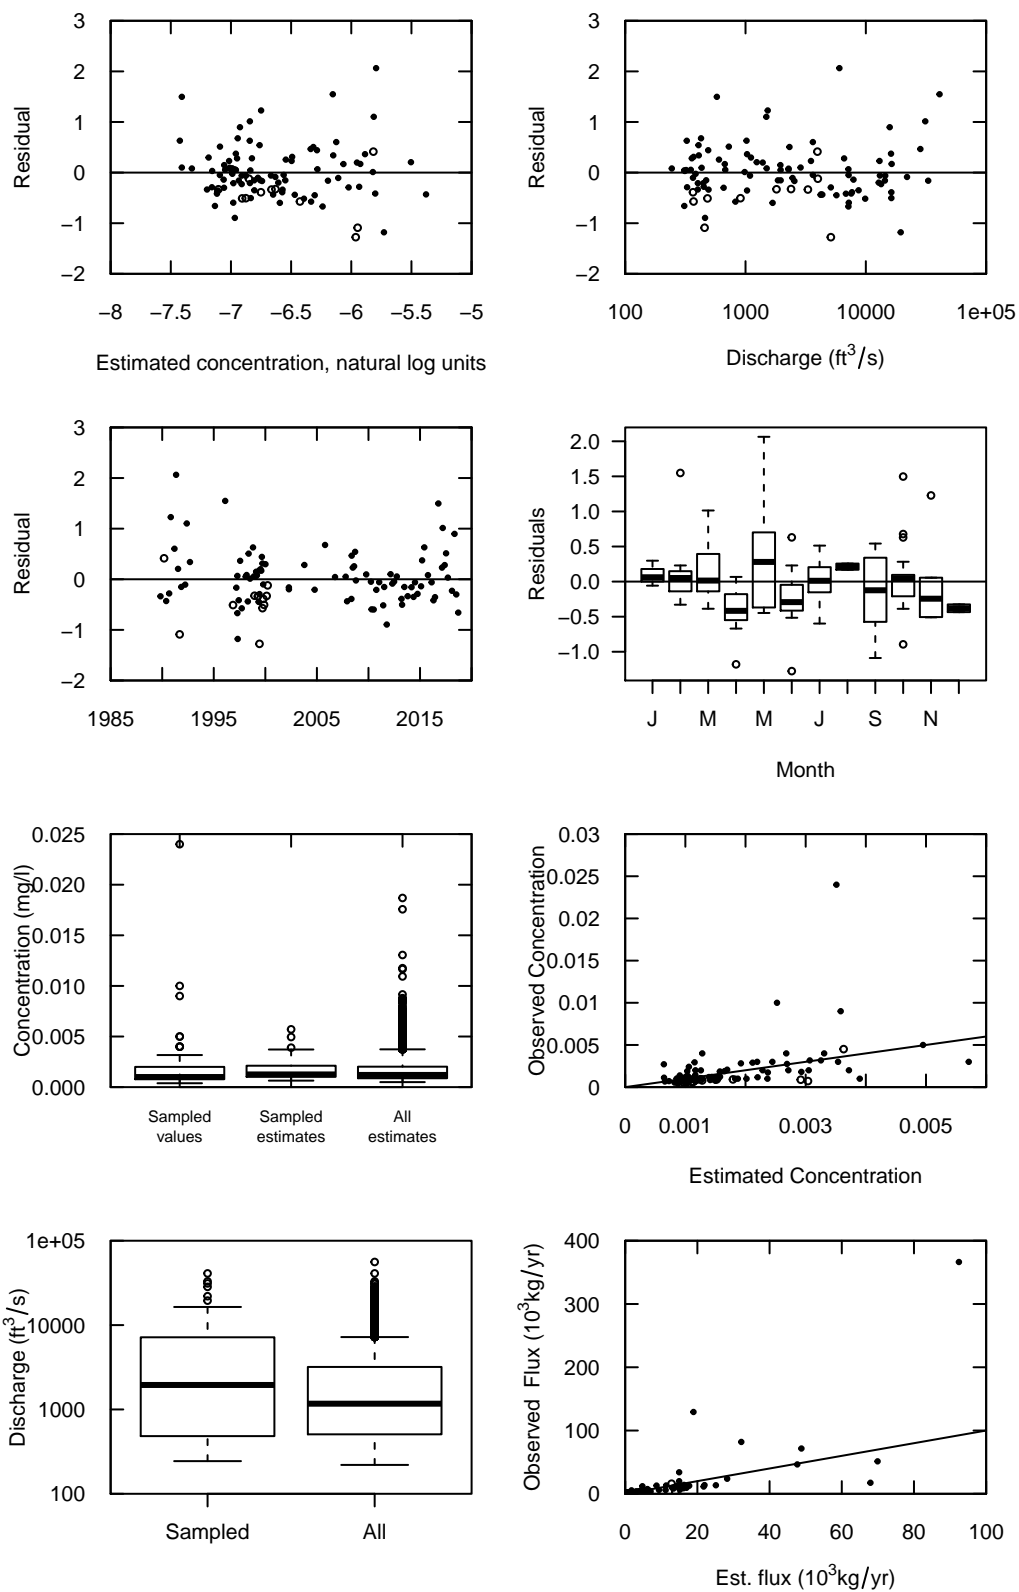 3
2
1
0
−1
−2
Residual
−8
−7.5
−7
−6.5
−6
−5.5
−5
Estimated concentration, natural log units
3
2
1
0
−1
−2
Residual
100
1000
10000
1e+05
Discharge (ft³/s)
3
2
1
0
−1
−2
Residual
1985
1995
2005
2015
2.0
1.5
1.0
0.5
0.0
−0.5
−1.0
Residuals
J
M
M
J
S
N
Month
0.025
0.020
0.015
0.010
0.005
0.000
Concentration (mg/l)
Sampled values
Sampled estimates
All estimates
0.03
0.025
0.02
0.015
0.01
0.005
0
Observed Concentration
0
0.001
0.003
0.005
Estimated Concentration
1e+05
10000
1000
100
Discharge (ft³/s)
Sampled
All
400
300
200
100
0
Observed Flux (10³kg/yr)
0
20
40
60
80
100
Est. flux (10³kg/yr)